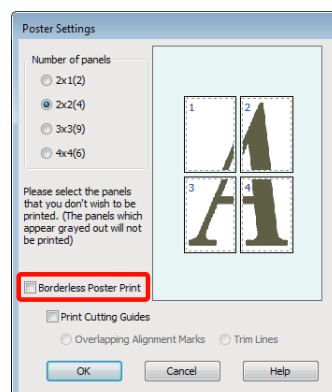 Poster Settings
Number of panels
2x1(2)
2x2(4)
3x3(9)
4x4(6)
1
2
3
4
Please select the panels
that you don't wish to be
printed. (The panels which
appear grayed out will not
be printed)
Borderless Poster Print
Print Cutting Guides
Overlapping Alignment Marks
Trim Lines
OK
Cancel
Help